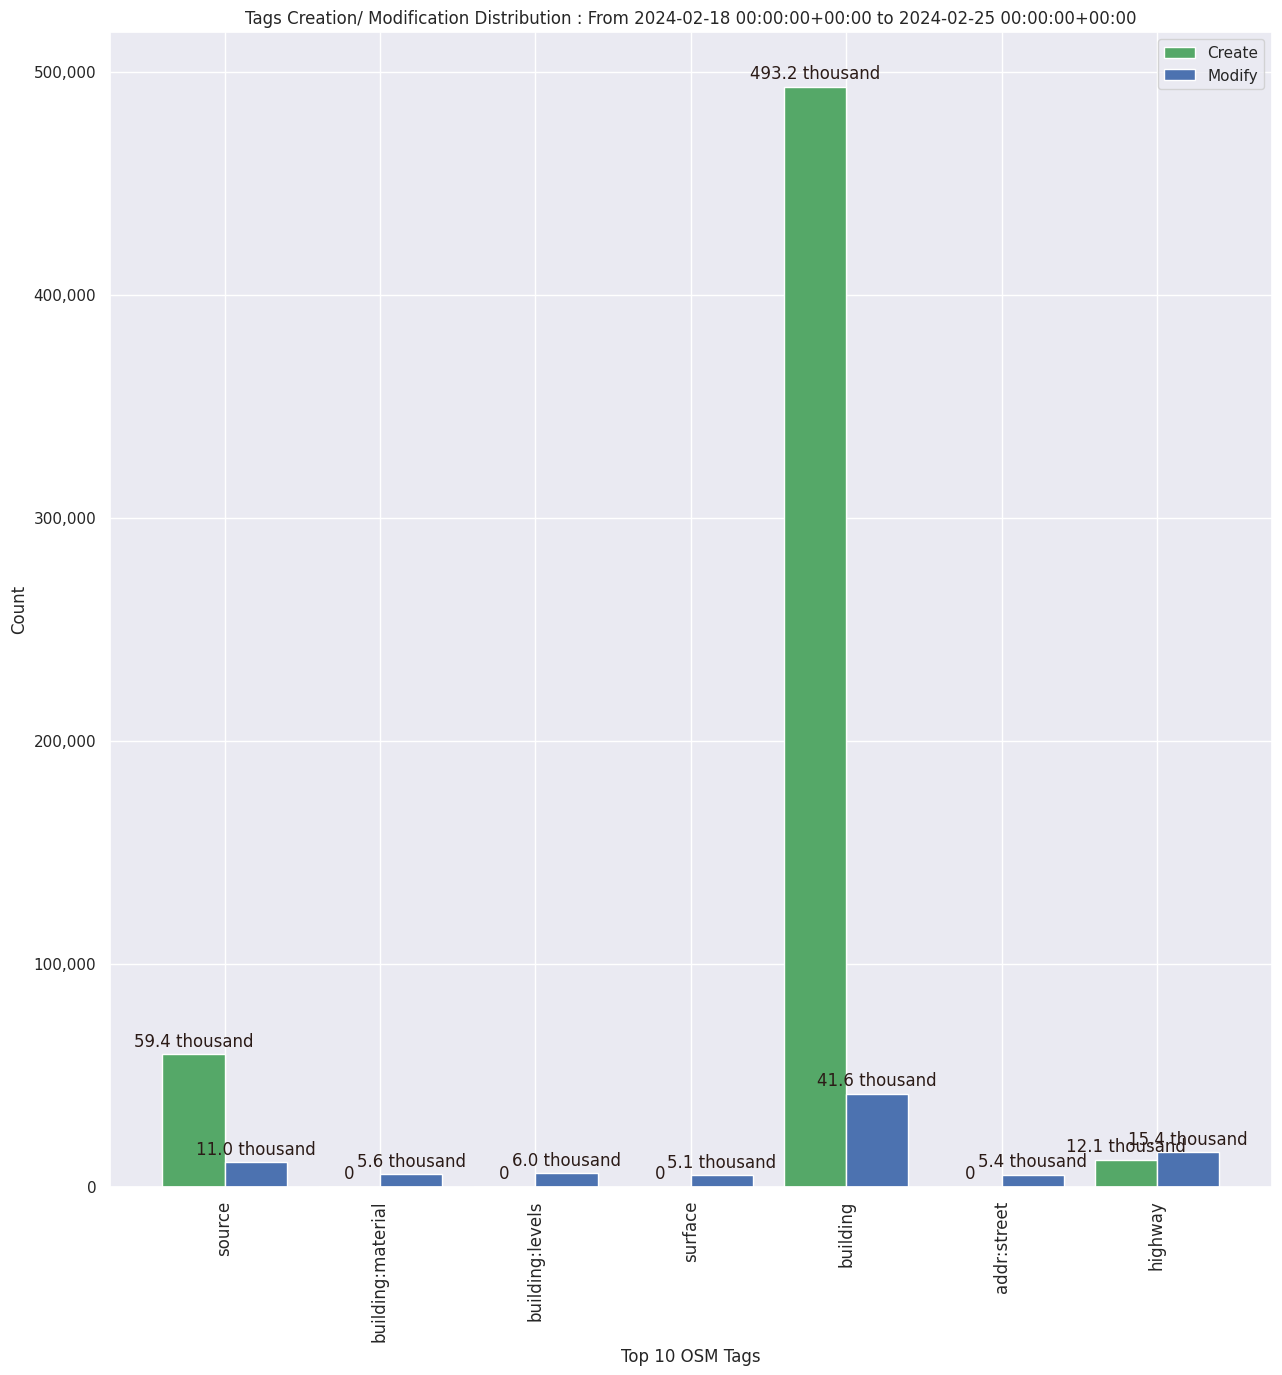 Tags Creation/ Modification Distribution : From 2024-02-18 00:00:00+00:00 to 2024-02-25 00:00:00+00:00
Create
Modify
500,000
400,000
300,000
200,000
100,000
0
Count
59.4 thousand
11.0 thousand
0
5.6 thousand
0
6.0 thousand
0
5.1 thousand
493.2 thousand
41.6 thousand
0
5.4 thousand
12.1 thousand
15.4 thousand
source
building:material
building:levels
surface
building
addr:street
highway
Top 10 OSM Tags